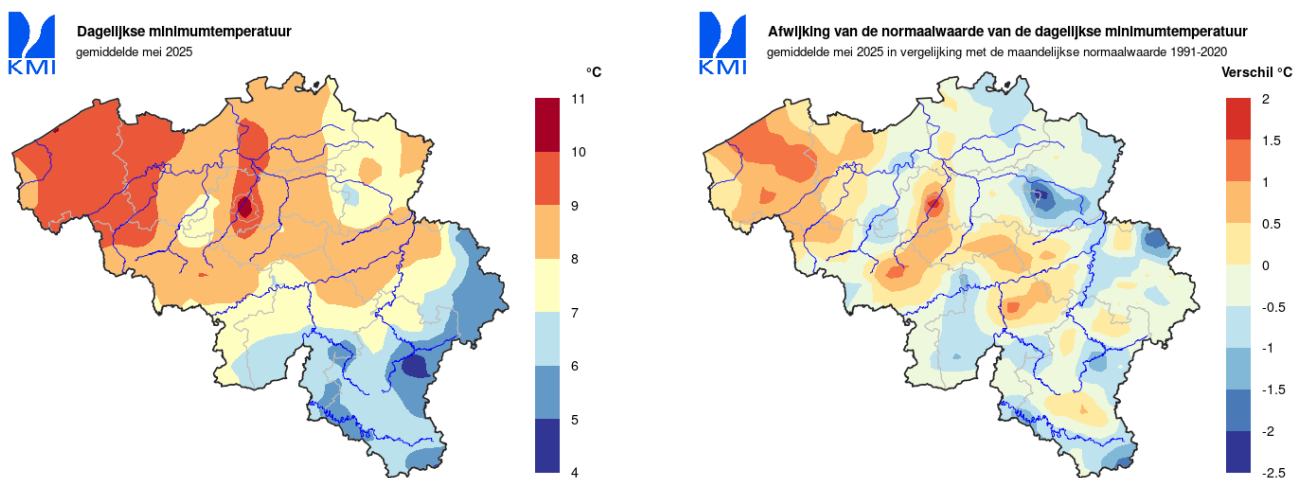 KMI
Dagelijkse minimumtemperatuur
gemiddelde mei 2025
°C
11
10
9
8
7
6
5
4
KMI
Afwijking van de normaalwaarde van de dagelijkse minimumtemperatuur
gemiddelde mei 2025 in vergelijking met de maandelijkse normaalwaarde 1991-2020
Verschil °C
2
1.5
1
0.5
0
-0.5
-1
-1.5
-2
-2.5